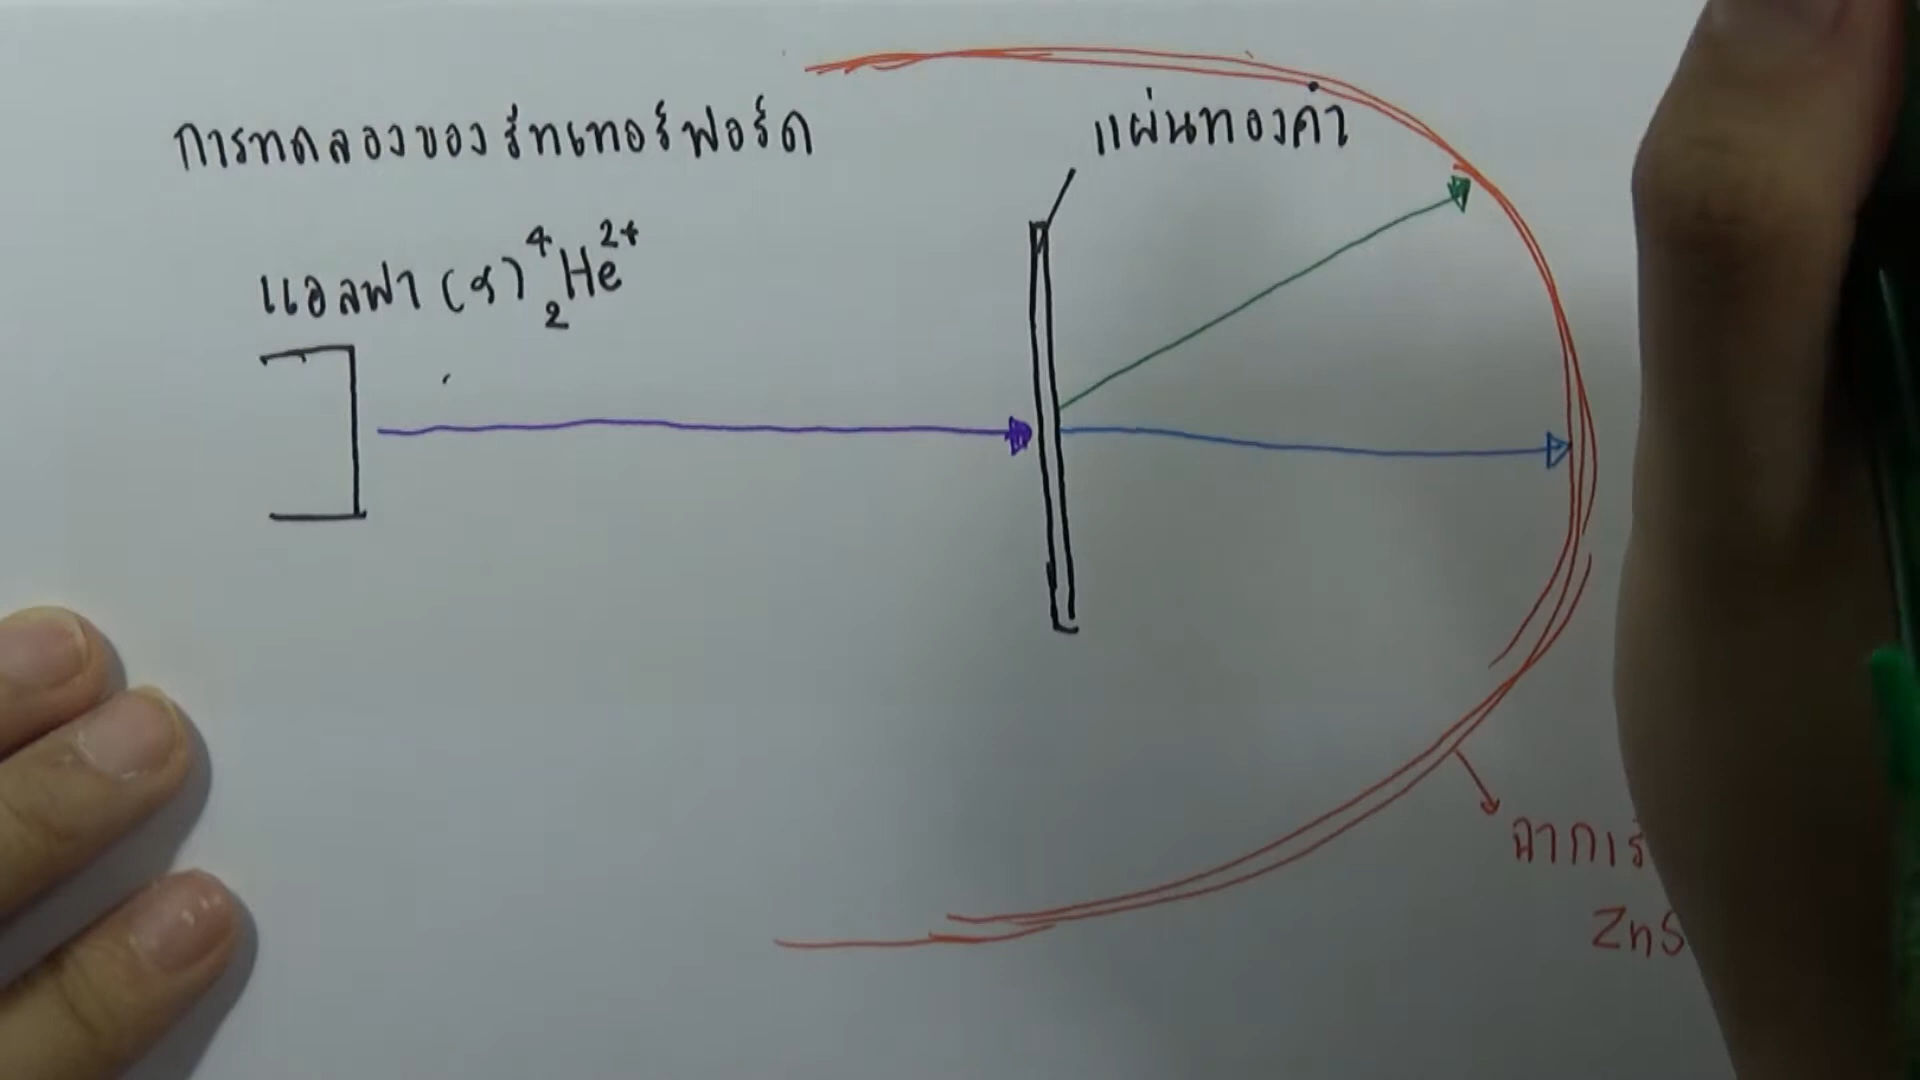 การทดลองของรัทเทอร์ฟอร์ด
แผ่นทองคำ
แอลฟา (α) ⁴₂He²⁺
ฉากเร
ZnS